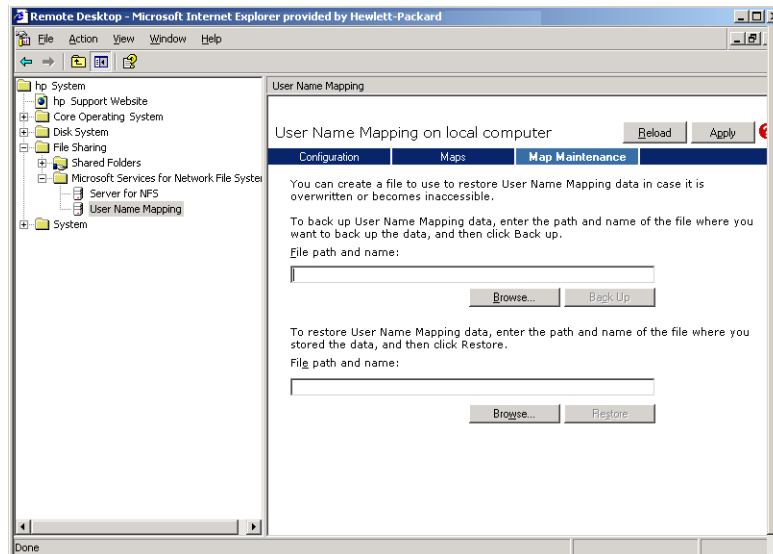 Remote Desktop - Microsoft Internet Explorer provided by Hewlett-Packard
File Action View Window Help
hp System
hp Support Website
Core Operating System
Disk System
File Sharing
Shared Folders
Microsoft Services for Network File System
Server for NFS
User Name Mapping
System
User Name Mapping
User Name Mapping on local computer
Reload Apply
Configuration Maps Map Maintenance
You can create a file to use to restore User Name Mapping data in case it is
overwritten or becomes inaccessible.
To back up User Name Mapping data, enter the path and name of the file where you
want to back up the data, and then click Back up.
File path and name:
Browse... Back Up
To restore User Name Mapping data, enter the path and name of the file where you
stored the data, and then click Restore.
File path and name:
Browse... Restore
Done